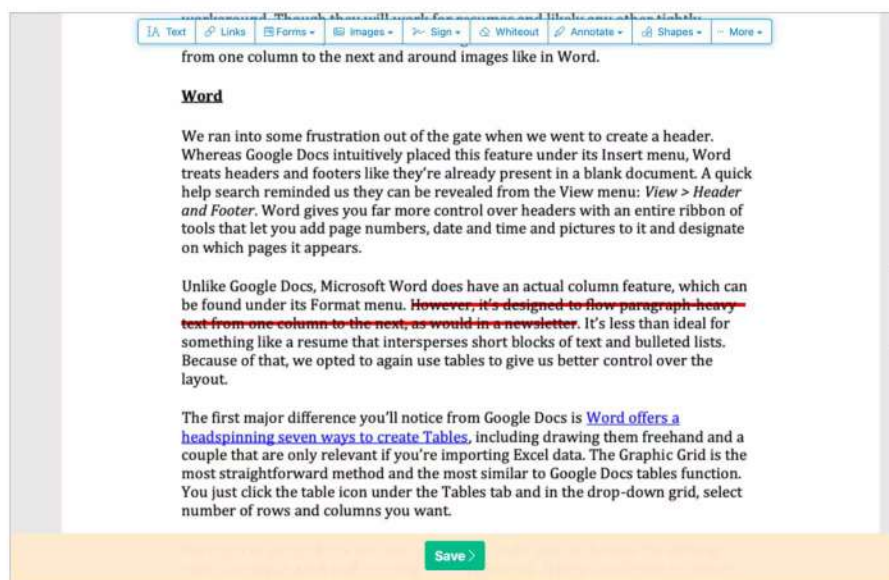 workaround. Though they will work for resumes and likely any other tightly
Text Links Forms Images Sign Whiteout Annotate Shapes More
from one column to the next and around images like in Word.
Word
We ran into some frustration out of the gate when we went to create a header.
Whereas Google Docs intuitively placed this feature under its Insert menu, Word
treats headers and footers like they're already present in a blank document. A quick
help search reminded us they can be revealed from the View menu: View > Header
and Footer. Word gives you far more control over headers with an entire ribbon of
tools that let you add page numbers, date and time and pictures to it and designate
on which pages it appears.
Unlike Google Docs, Microsoft Word does have an actual column feature, which can
be found under its Format menu. However, it's designed to flow paragraph-heavy
text from one column to the next, as would in a newsletter. It's less than ideal for
something like a resume that intersperses short blocks of text and bulleted lists.
Because of that, we opted to again use tables to give us better control over the
layout.
The first major difference you'll notice from Google Docs is Word offers a
headspinning seven ways to create Tables, including drawing them freehand and a
couple that are only relevant if you're importing Excel data. The Graphic Grid is the
most straightforward method and the most similar to Google Docs tables function.
You just click the table icon under the Tables tab and in the drop-down grid, select
number of rows and columns you want.
Save